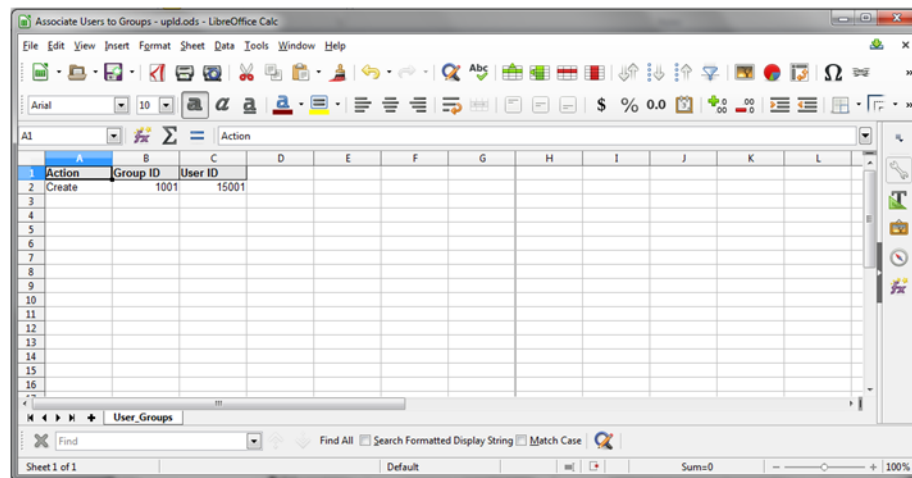 Associate Users to Groups - upld.ods - LibreOffice Calc
File Edit View Insert Format Sheet Data Tools Window Help
Abc
Ω
Arial 10 a a a a $ % 0.0
A1 Σ = Action
A B C D E F G H I J K L
1 Action Group ID User ID
2 Create 1001 15001
3
4
5
6
7
8
9
10
11
12
13
14
15
16
User_Groups
Find Find All Search Formatted Display String Match Case
Sheet 1 of 1 Default Sum=0 100%